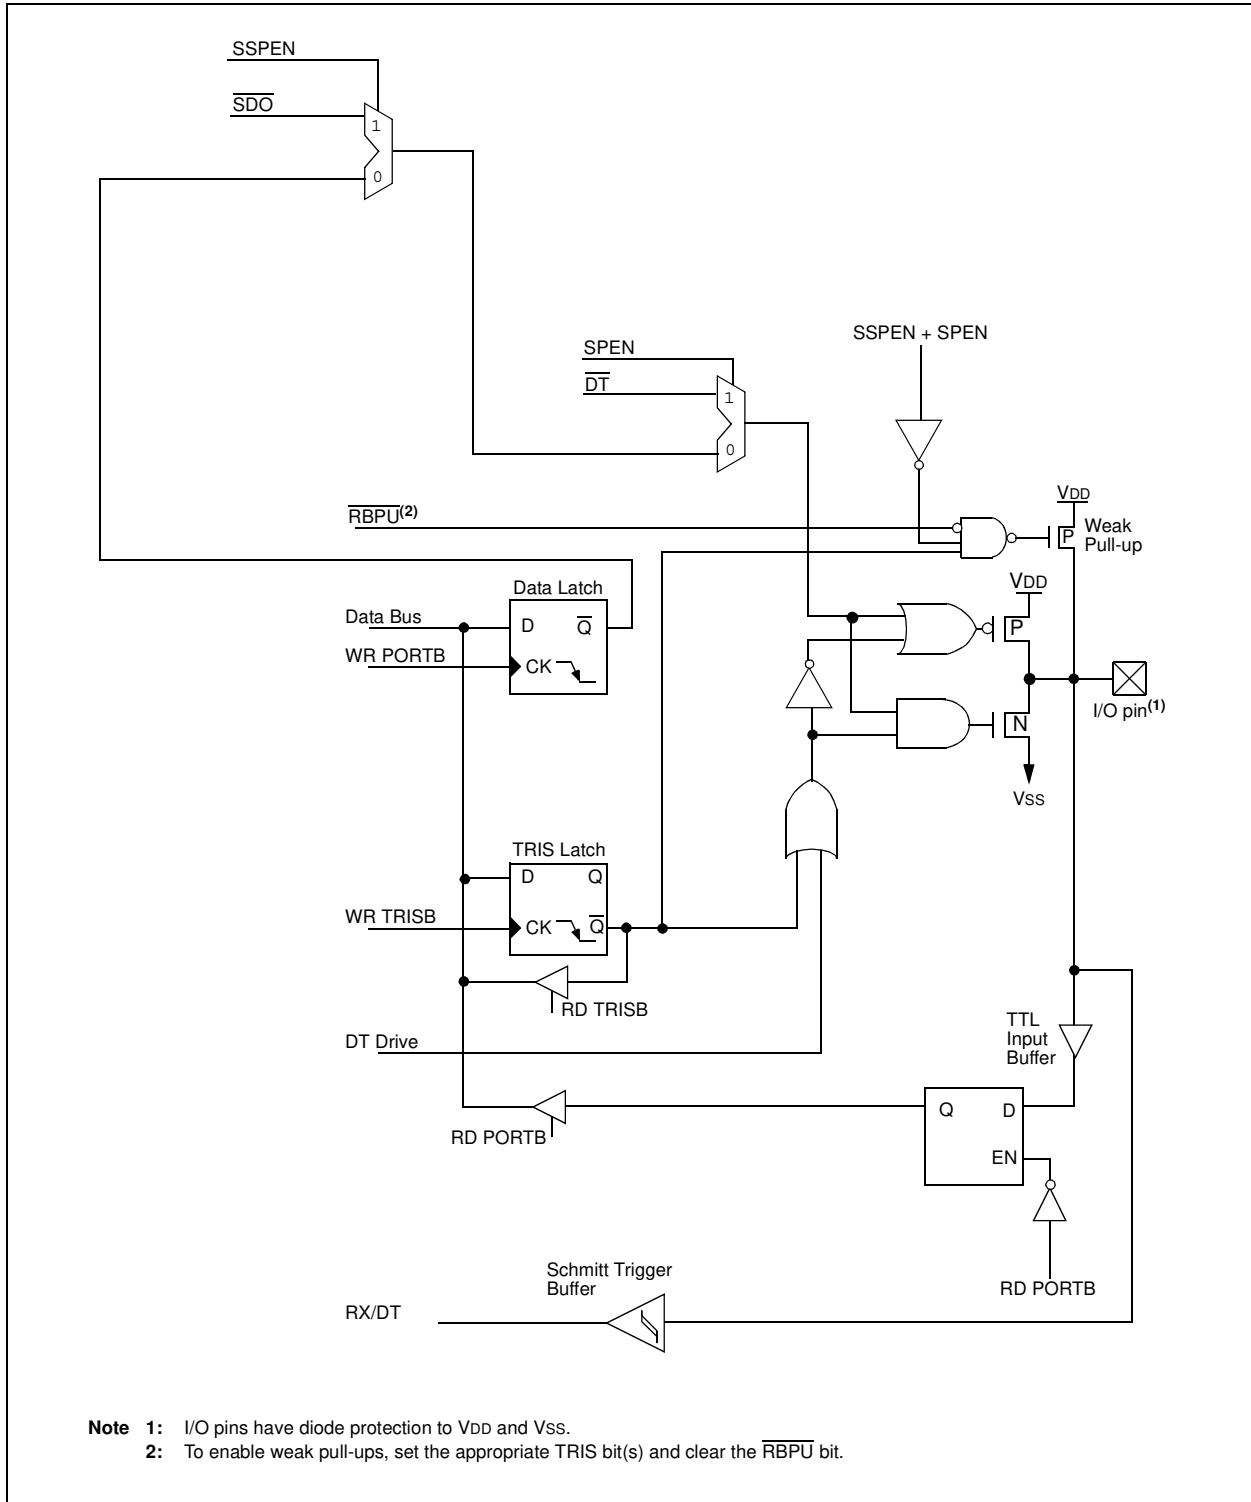 SSPEN
SDO
1
0
SSPEN + SPEN
SPEN
DT
1
0
RBPU(2)
VDD
P
Weak
Pull-up
VDD
Data Latch
Data Bus
D
Q
P
WR PORTB
CK
I/O pin(1)
N
VSS
TRIS Latch
D
Q
WR TRISB
CK
Q
RD TRISB
TTL
Input
Buffer
DT Drive
Q
D
RD PORTB
EN
Schmitt Trigger
Buffer
RD PORTB
RX/DT
Note 1: I/O pins have diode protection to VDD and VSS.
2: To enable weak pull-ups, set the appropriate TRIS bit(s) and clear the RBPU bit.